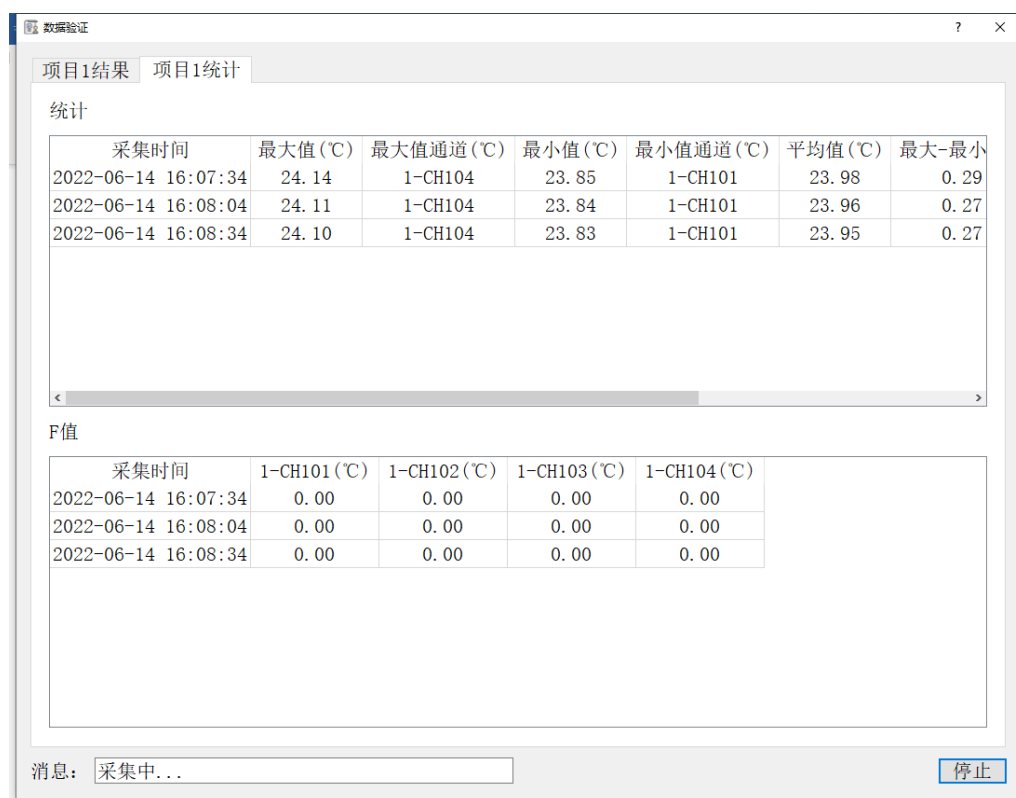 数据验证 ? ×
项目1结果 项目1统计
统计
采集时间 最大值(℃) 最大值通道(℃) 最小值(℃) 最小值通道(℃) 平均值(℃) 最大-最小
2022-06-14 16:07:34 24.14 1-CH104 23.85 1-CH101 23.98 0.29
2022-06-14 16:08:04 24.11 1-CH104 23.84 1-CH101 23.96 0.27
2022-06-14 16:08:34 24.10 1-CH104 23.83 1-CH101 23.95 0.27
F值
采集时间 1-CH101(℃) 1-CH102(℃) 1-CH103(℃) 1-CH104(℃)
2022-06-14 16:07:34 0.00 0.00 0.00 0.00
2022-06-14 16:08:04 0.00 0.00 0.00 0.00
2022-06-14 16:08:34 0.00 0.00 0.00 0.00
消息: 采集中... 停止